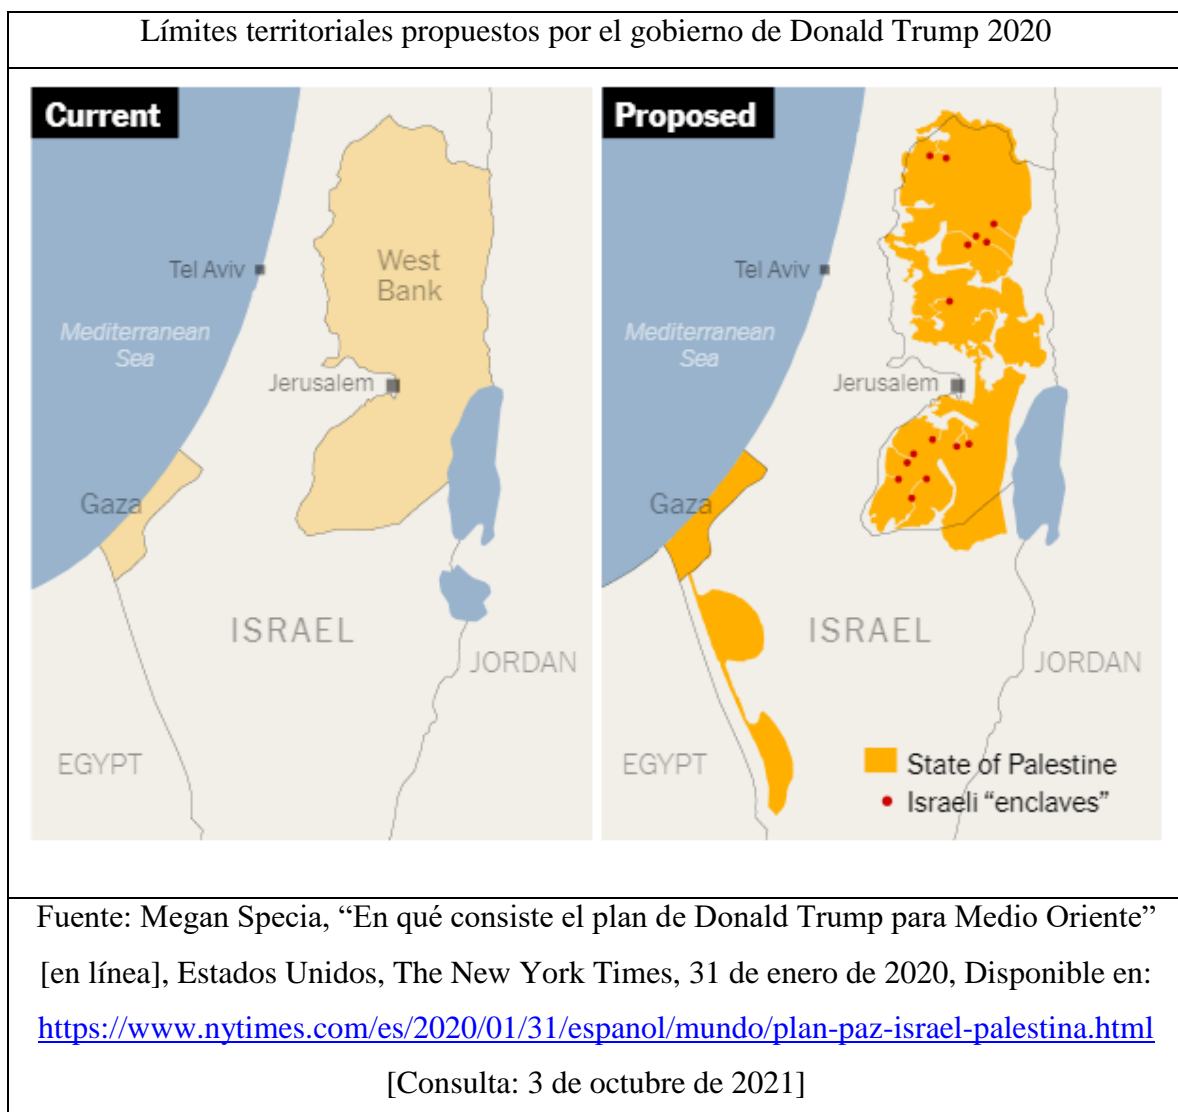 Límites territoriales propuestos por el gobierno de Donald Trump 2020
Current
West
Bank
Tel Aviv
Mediterranean
Sea
Jerusalem
Gaza
ISRAEL
JORDAN
EGYPT
Proposed
Tel Aviv
Mediterranean
Sea
Jerusalem
Gaza
ISRAEL
JORDAN
EGYPT
State of Palestine
Israeli “enclaves”
Fuente: Megan Specia, “En qué consiste el plan de Donald Trump para Medio Oriente”
[en línea], Estados Unidos, The New York Times, 31 de enero de 2020, Disponible en:
https://www.nytimes.com/es/2020/01/31/espanol/mundo/plan-paz-israel-palestina.html
[Consulta: 3 de octubre de 2021]